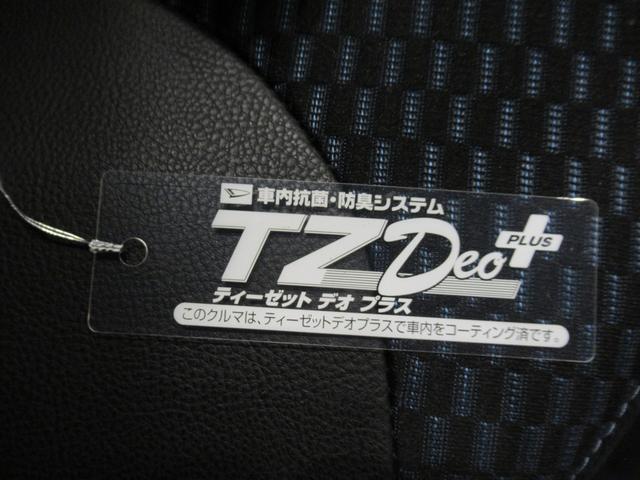 車内抗菌・防臭システム
TZ Deo PLUS
ティーゼット デオ プラス
このクルマは、ティーゼットデオプラスで車内をコーティング済です。